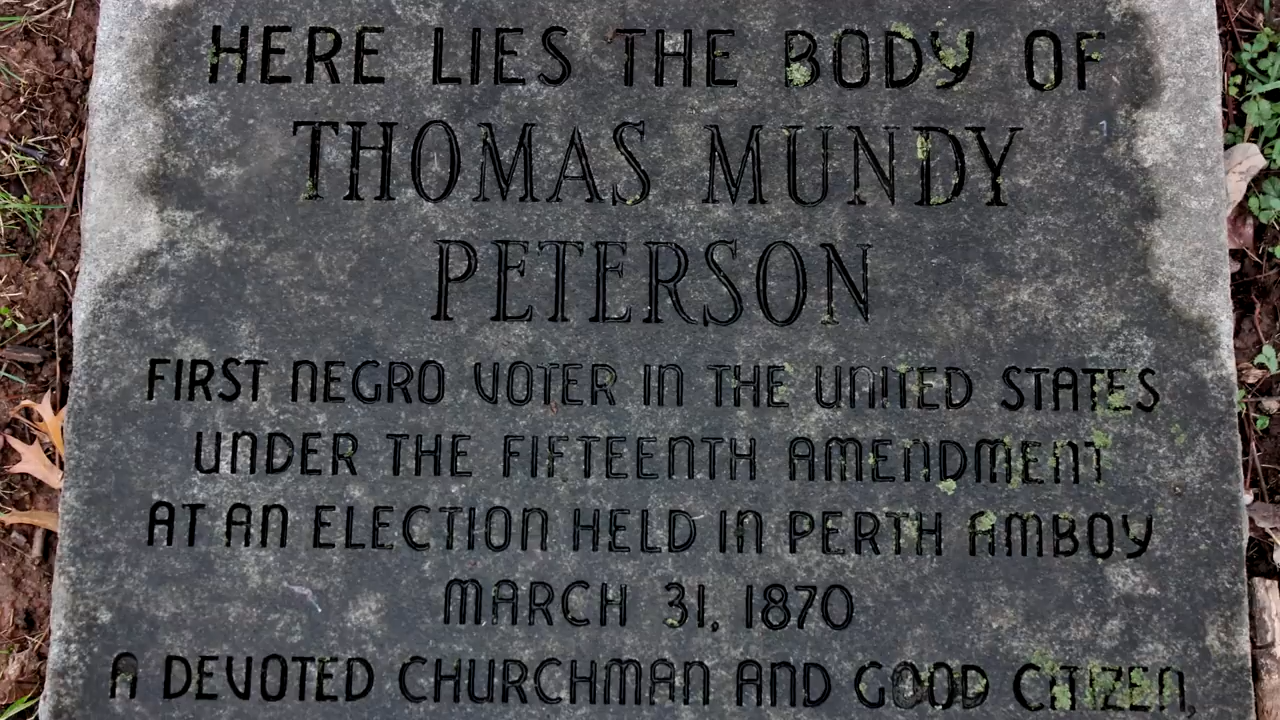 HERE LIES THE BODY OF
THOMAS MUNDY
PETERSON
FIRST NEGRO VOTER IN THE UNITED STATES
UNDER THE FIFTEENTH AMENDMENT
AT AN ELECTION HELD IN PERTH AMBOY
MARCH 31, 1870
A DEVOTED CHURCHMAN AND GOOD CITIZEN,